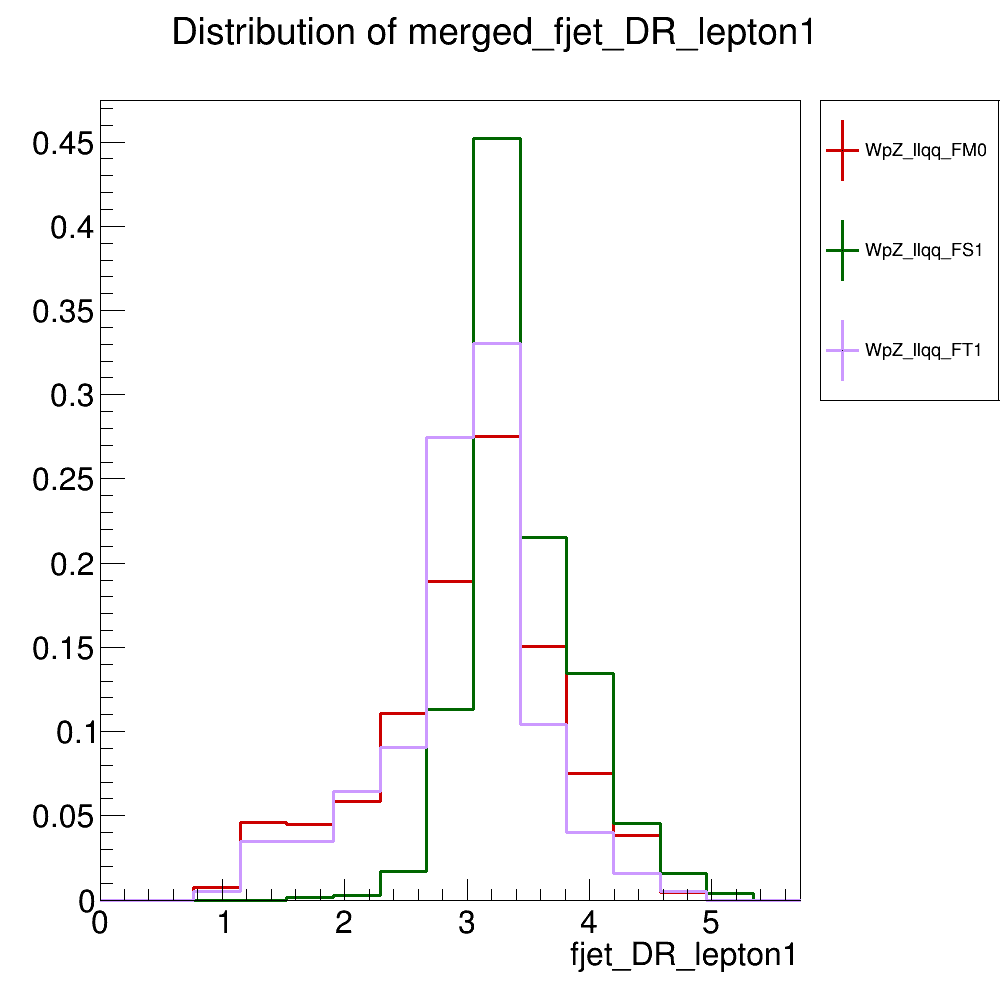 Distribution of merged_fjet_DR_lepton1
0.45
0.4
0.35
0.3
0.25
0.2
0.15
0.1
0.05
0
0 1 2 3 4 5
fjet_DR_lepton1
WpZ_llqq_FM0
WpZ_llqq_FS1
WpZ_llqq_FT1